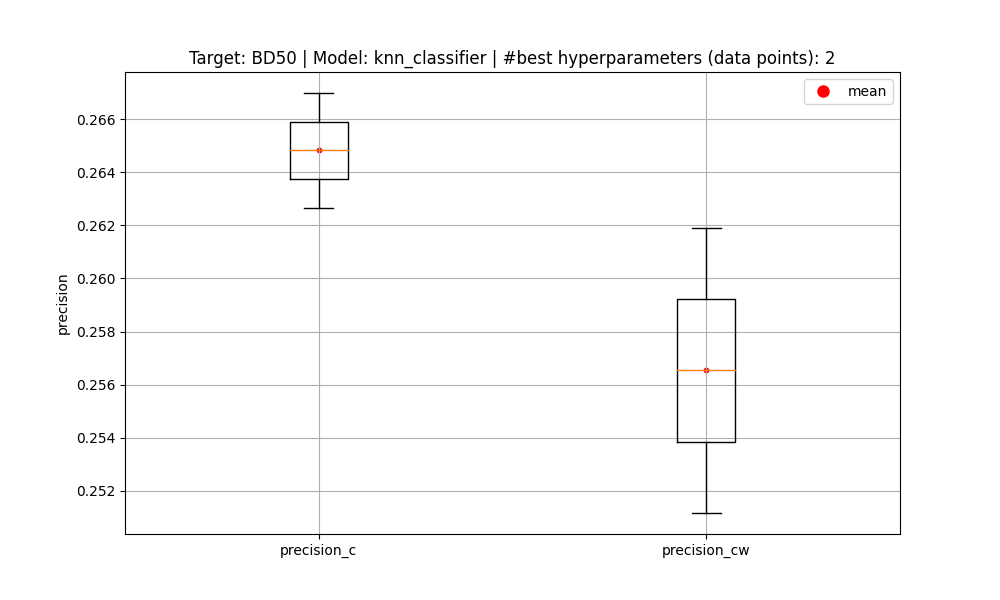 Target: BD50 | Model: knn_classifier | #best hyperparameters (data points): 2
mean
0.266
0.264
0.262
0.260
0.258
0.256
0.254
0.252
precision
precision_c
precision_cw